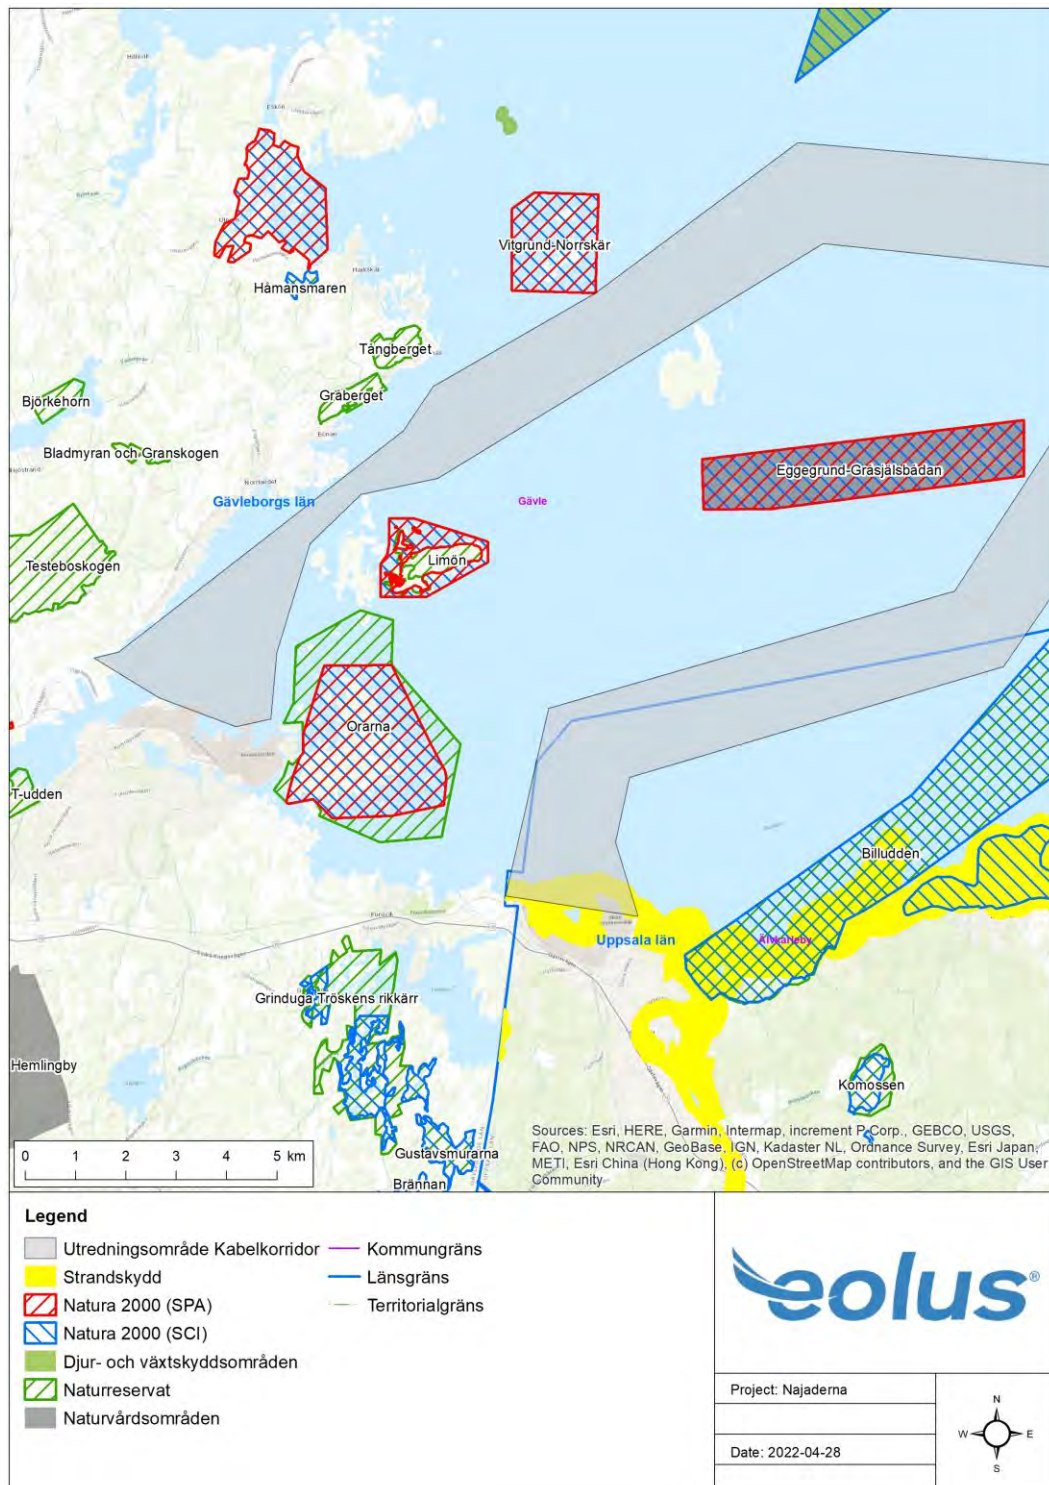 Vitgrund-Norrskär
Håmansmaren
Tångberget
Gråberget
Björkehorn
Bladmyran och Granskogen
Eggegrund-Gråsjälsbådan
Gävleborgs län
Gävle
Testeboskogen
Limön
Orarna
T-udden
Billudden
Uppsala län
Älvkarleby
Grinduga Tröskens rikkärr
Hemlingby
Komossen
Gustavsmurarna
Brännan
Sources: Esri, HERE, Garmin, Intermap, increment P Corp., GEBCO, USGS,
FAO, NPS, NRCAN, GeoBase, IGN, Kadaster NL, Ordnance Survey, Esri Japan,
METI, Esri China (Hong Kong), (c) OpenStreetMap contributors, and the GIS User
Community
0 1 2 3 4 5 km
Legend
Utredningsområde Kabelkorridor
Strandskydd
Natura 2000 (SPA)
Natura 2000 (SCI)
Djur- och växtskyddsområden
Naturreservat
Naturvårdsområden
Kommungräns
Länsgräns
Territorialgräns
eolus®
Project: Najaderna
Date: 2022-04-28
N
W E
S